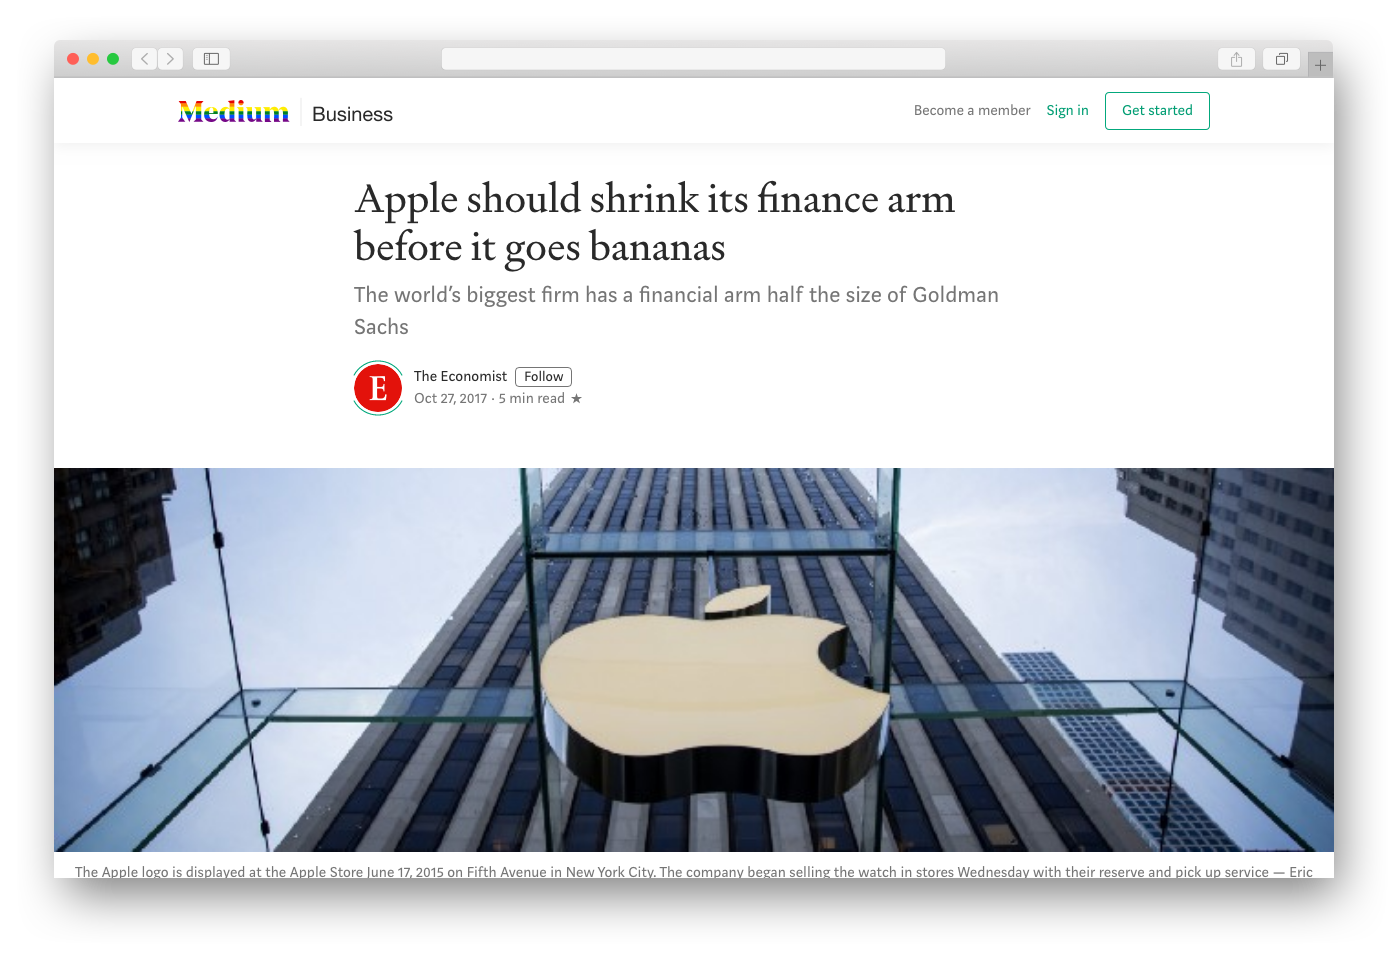 Medium Business
Become a member Sign in Get started
Apple should shrink its finance arm
before it goes bananas
The world’s biggest firm has a financial arm half the size of Goldman
Sachs
E
The Economist Follow
Oct 27, 2017 · 5 min read ★
The Apple logo is displayed at the Apple Store June 17, 2015 on Fifth Avenue in New York City. The company began selling the watch in stores Wednesday with their reserve and pick up service — Eric